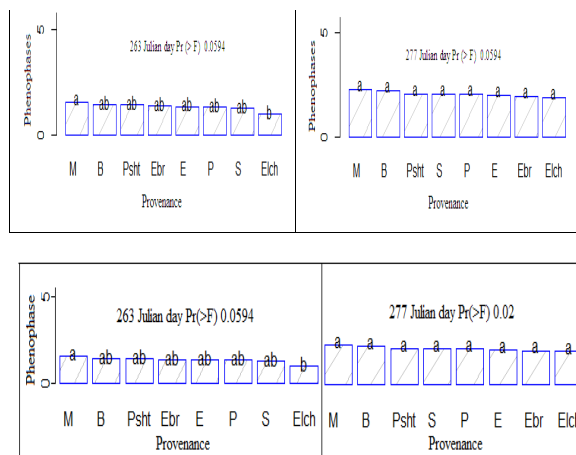 263 Julian day Pr (> F) 0.0594
Phenophases
5
0
a ab ab ab ab ab ab b
M B Psht Ebr E P S Elch
Provenance
277 Julian day Pr (> F) 0.0594
Phenophases
5
0
a a a a a a a a
M B Psht S P E Ebr Elch
Provenance
263 Julian day Pr(>F) 0.0594
Phenophase
5
0
a ab ab ab ab ab ab b
M B Psht Ebr E P S Elch
Provenance
277 Julian day Pr(>F) 0.02
a a a a a a a a
M B Psht S P E Ebr Elch
Provenance